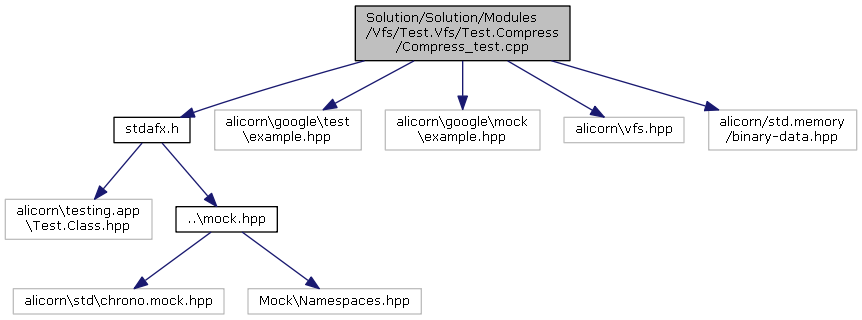 Solution/Solution/Modules
/Vfs/Test.Vfs/Test.Compress
/Compress_test.cpp
stdafx.h
alicorn\google\test
\example.hpp
alicorn\google\mock
\example.hpp
alicorn\vfs.hpp
alicorn/std.memory
/binary-data.hpp
alicorn\testing.app
\Test.Class.hpp
..\mock.hpp
alicorn\std\chrono.mock.hpp
Mock\Namespaces.hpp